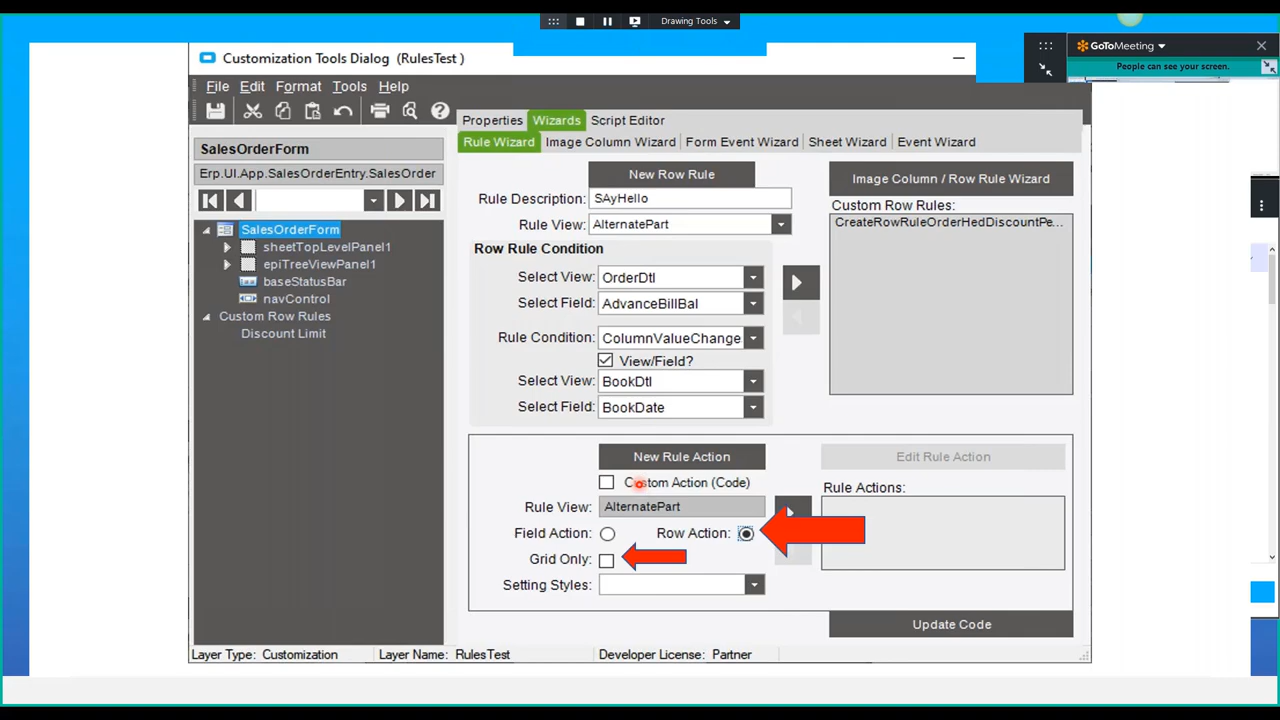 Drawing Tools
GoToMeeting
People can see your screen.
Customization Tools Dialog (RulesTest )
File Edit Format Tools Help
SalesOrderForm
Erp.UI.App.SalesOrderEntry.SalesOrder
SalesOrderForm
sheetTopLevelPanel1
epiTreeViewPanel1
baseStatusBar
navControl
Custom Row Rules
Discount Limit
Properties Wizards Script Editor
Rule Wizard Image Column Wizard Form Event Wizard Sheet Wizard Event Wizard
New Row Rule
Rule Description: SAyHello
Rule View: AlternatePart
Row Rule Condition
Select View: OrderDtl
Select Field: AdvanceBillBal
Rule Condition: ColumnValueChange
View/Field?
Select View: BookDtl
Select Field: BookDate
Image Column / Row Rule Wizard
Custom Row Rules:
CreateRowRuleOrderHedDiscountPe...
New Rule Action
Custom Action (Code)
Rule View: AlternatePart
Field Action: Row Action:
Grid Only:
Setting Styles:
Edit Rule Action
Rule Actions:
Update Code
Layer Type: Customization Layer Name: RulesTest Developer License: Partner